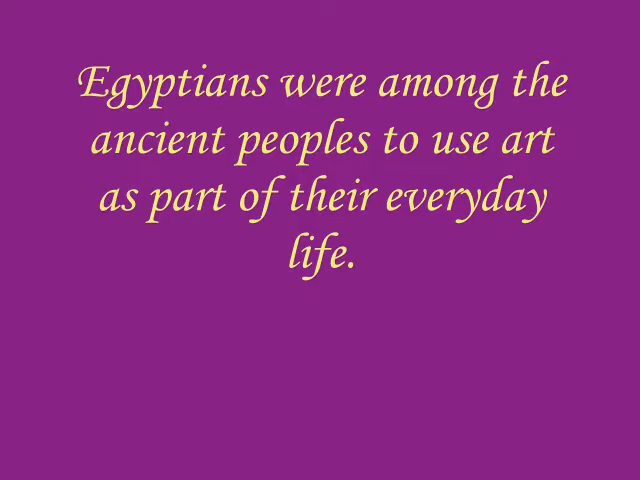 Egyptians were among the
ancient peoples to use art
as part of their everyday
life.